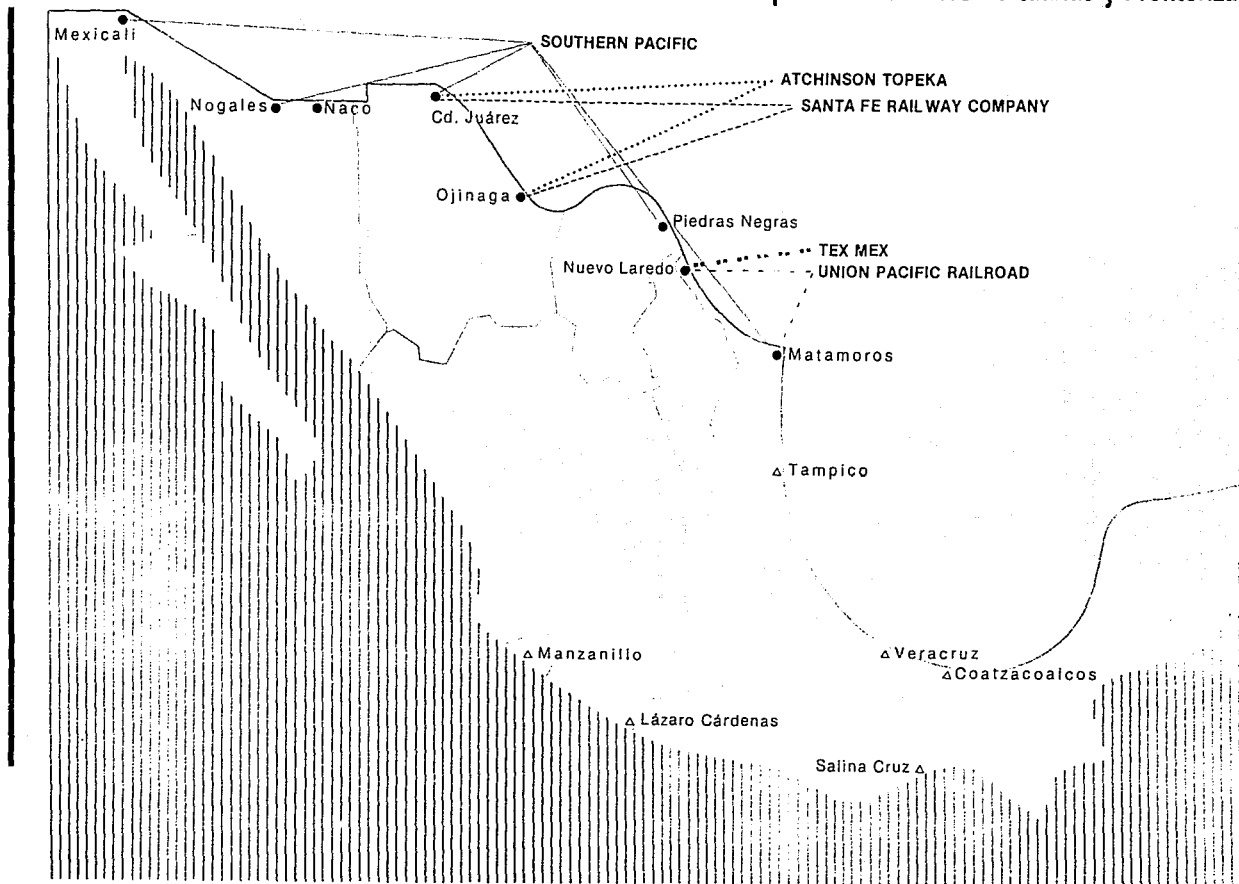 y Fronteriza
Mexicali
SOUTHERN PACIFIC
ATCHINSON TOPEKA
SANTA FE RAILWAY COMPANY
Nogales
Naco
Cd. Juárez
Ojinaga
Piedras Negras
TEX MEX
Nuevo Laredo
UNION PACIFIC RAILROAD
Matamoros
Tampico
Manzanillo
Veracruz
Coatzacoalcos
Lázaro Cárdenas
Salina Cruz